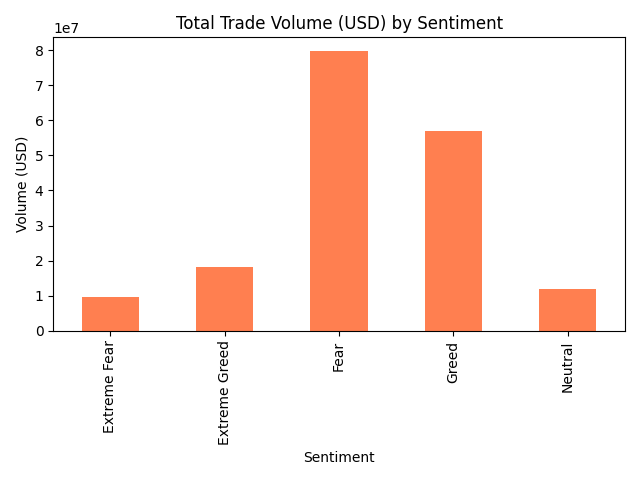 Total Trade Volume (USD) by Sentiment
1e7
8
7
6
5
4
3
2
1
0
Volume (USD)
Extreme Fear
Extreme Greed
Fear
Greed
Neutral
Sentiment